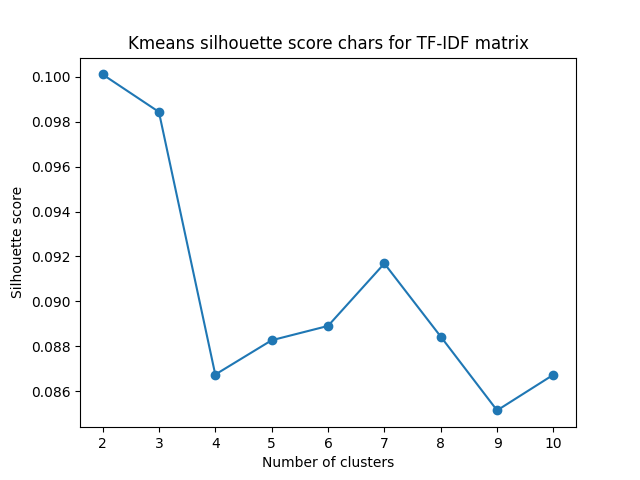 Kmeans silhouette score chars for TF-IDF matrix
0.100
0.098
0.096
0.094
0.092
0.090
0.088
0.086
Silhouette score
2 3 4 5 6 7 8 9 10
Number of clusters